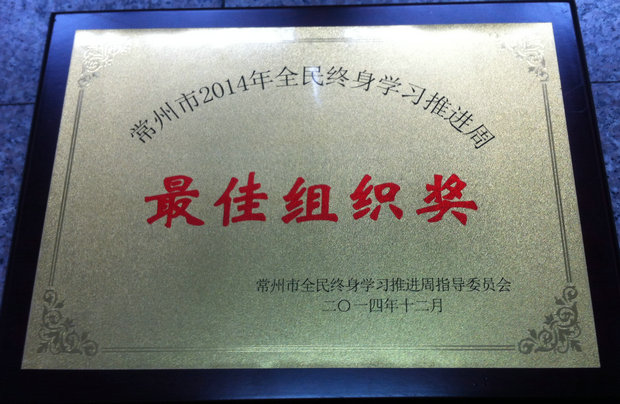 常州市2014年全民终身学习推进周
最佳组织奖
常州市全民终身学习推进周指导委员会
二〇一四年十二月